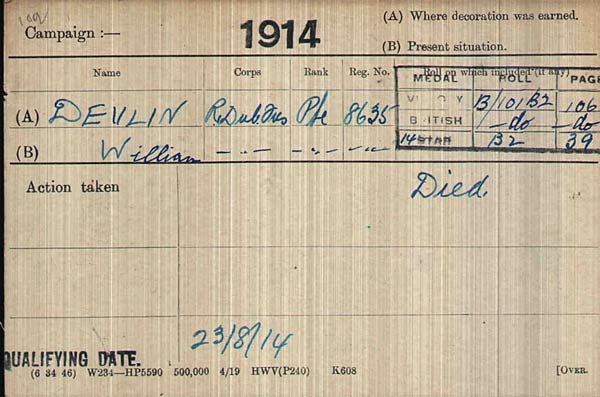 Campaign :— 1914 (A) Where decoration was earned.
(B) Present situation.
Name Corps Rank Reg. No. Roll on which included (if any)
MEDAL ROLL PAGE
VICTORY B/101B2 106
(A) DEVLIN R.Dub.Fus Pte 8635 BRITISH —do —do
(B) William —"— —"— —"— 14 STAR B2 39
Action taken Died.
23/8/14
QUALIFYING DATE.
(6 34 46) W234—HP5590 500,000 4/19 HWV(P240) K608 [OVER.